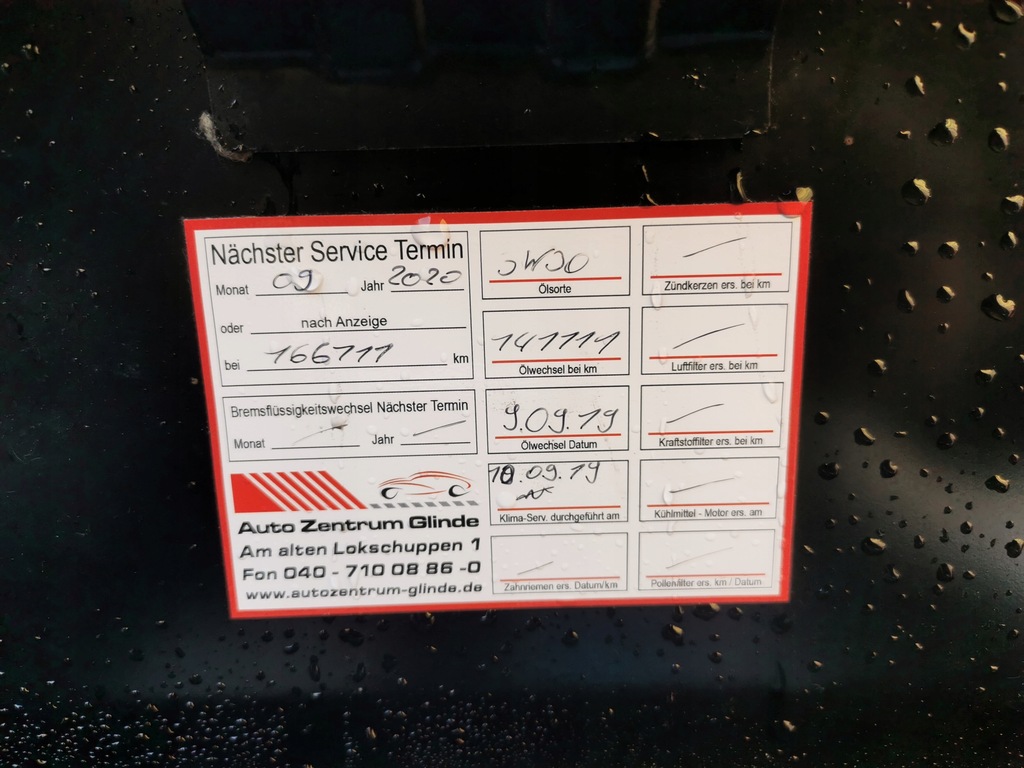 Nächster Service Termin
Monat 09 Jahr 2020
oder nach Anzeige
bei 166111 km
Bremsflüssigkeitswechsel Nächster Termin
Monat — Jahr —
Auto Zentrum Glinde
Am alten Lokschuppen 1
Fon 040 - 710 08 86 -0
www.autozentrum-glinde.de
5W30
Ölsorte
141111
Ölwechsel bei km
9.09.19
Ölwechsel Datum
10.09.19
Klima-Serv. durchgeführt am
—
Zahnriemen ers. Datum/km
—
Zündkerzen ers. bei km
—
Luftfilter ers. bei km
—
Kraftstoffilter ers. bei km
—
Kühlmittel - Motor ers. am
—
Pollenfilter ers. km / Datum